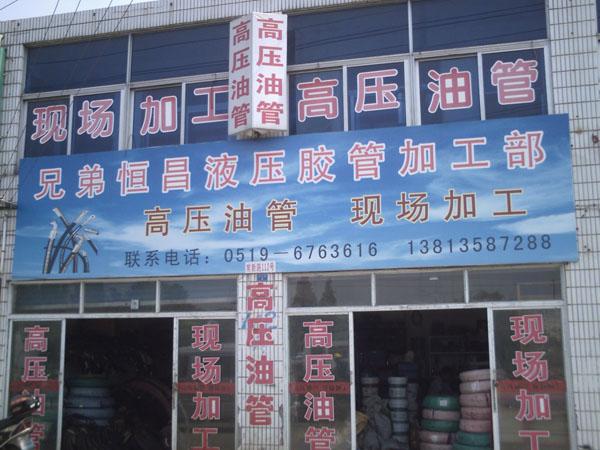 高压油管
高压油管
现场加工
高压油管
兄弟恒昌液压胶管加工部
高压油管 现场加工
联系电话:0519-6763616 13813587288
高压油管
高压油管
现场加工
高压油管
现场加工